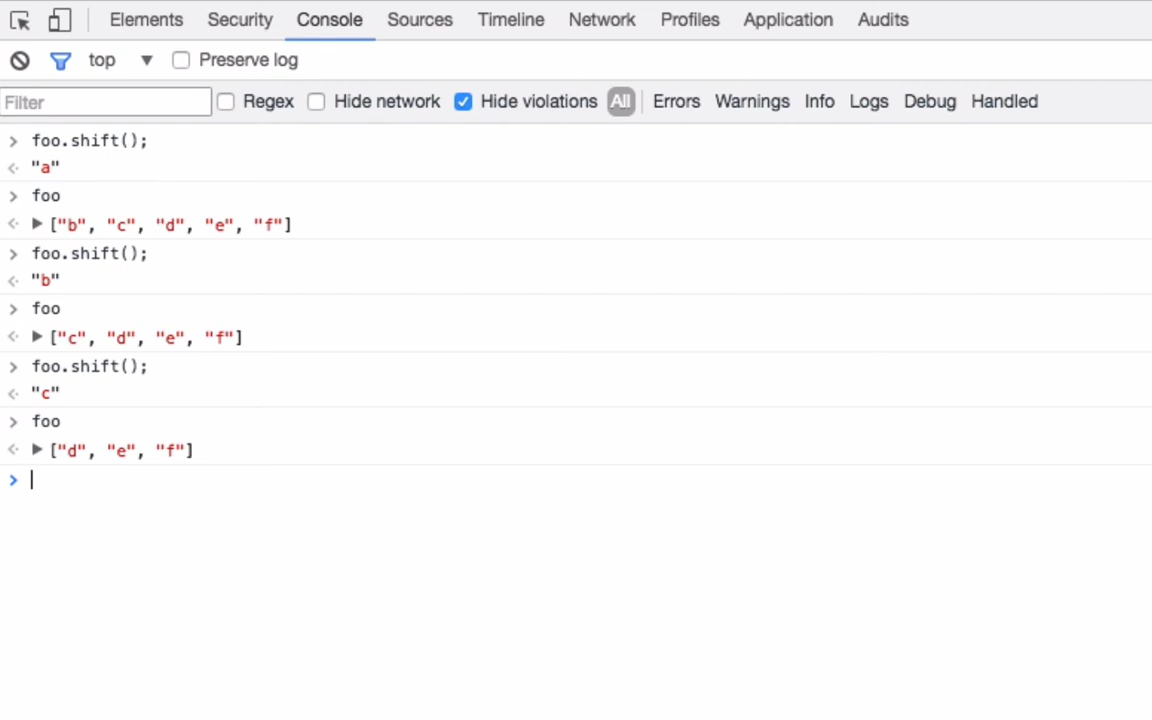 Elements Security Console Sources Timeline Network Profiles Application Audits
top ▼ Preserve log
Filter Regex Hide network Hide violations All Errors Warnings Info Logs Debug Handled
> foo.shift();
<· "a"
> foo
<· ▶ ["b", "c", "d", "e", "f"]
> foo.shift();
<· "b"
> foo
<· ▶ ["c", "d", "e", "f"]
> foo.shift();
<· "c"
> foo
<· ▶ ["d", "e", "f"]
>